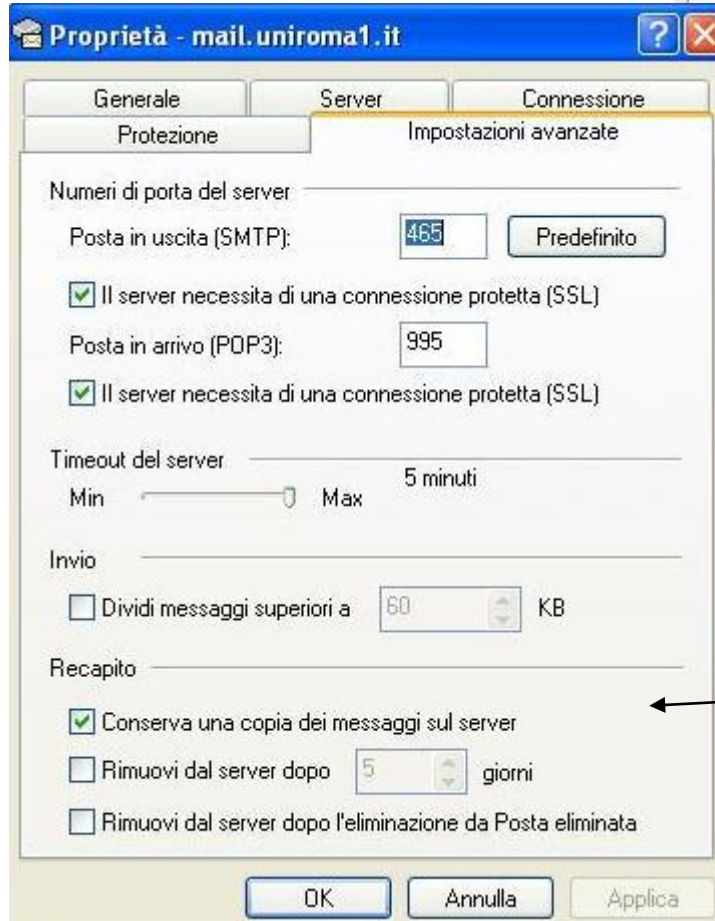 Proprietà - mail.uniroma1.it
Generale Server Connessione
Protezione Impostazioni avanzate
Numeri di porta del server
Posta in uscita (SMTP): 465 Predefinito
Il server necessita di una connessione protetta (SSL)
Posta in arrivo (POP3): 995
Il server necessita di una connessione protetta (SSL)
Timeout del server
Min Max 5 minuti
Invio
Dividi messaggi superiori a 60 KB
Recapito
Conserva una copia dei messaggi sul server
Rimuovi dal server dopo 5 giorni
Rimuovi dal server dopo l'eliminazione da Posta eliminata
OK Annulla Applica